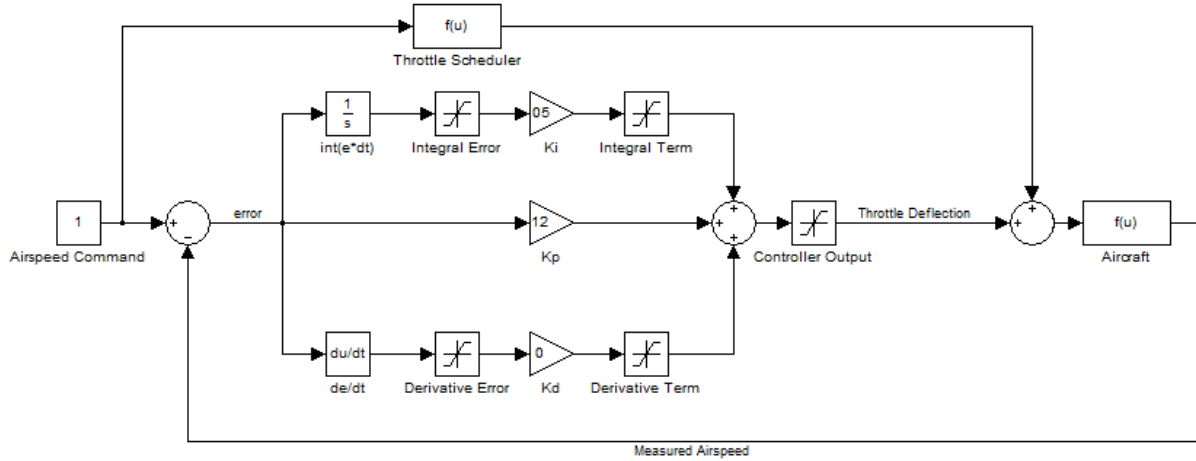 f(u)
Throttle Scheduler
1
s
int(e*dt)
Integral Error
05
Ki
Integral Term
1
Airspeed Command
+
−
error
12
Kp
+
+
+
Controller Output
Throttle Deflection
+
+
f(u)
Aircraft
du/dt
de/dt
Derivative Error
0
Kd
Derivative Term
Measured Airspeed